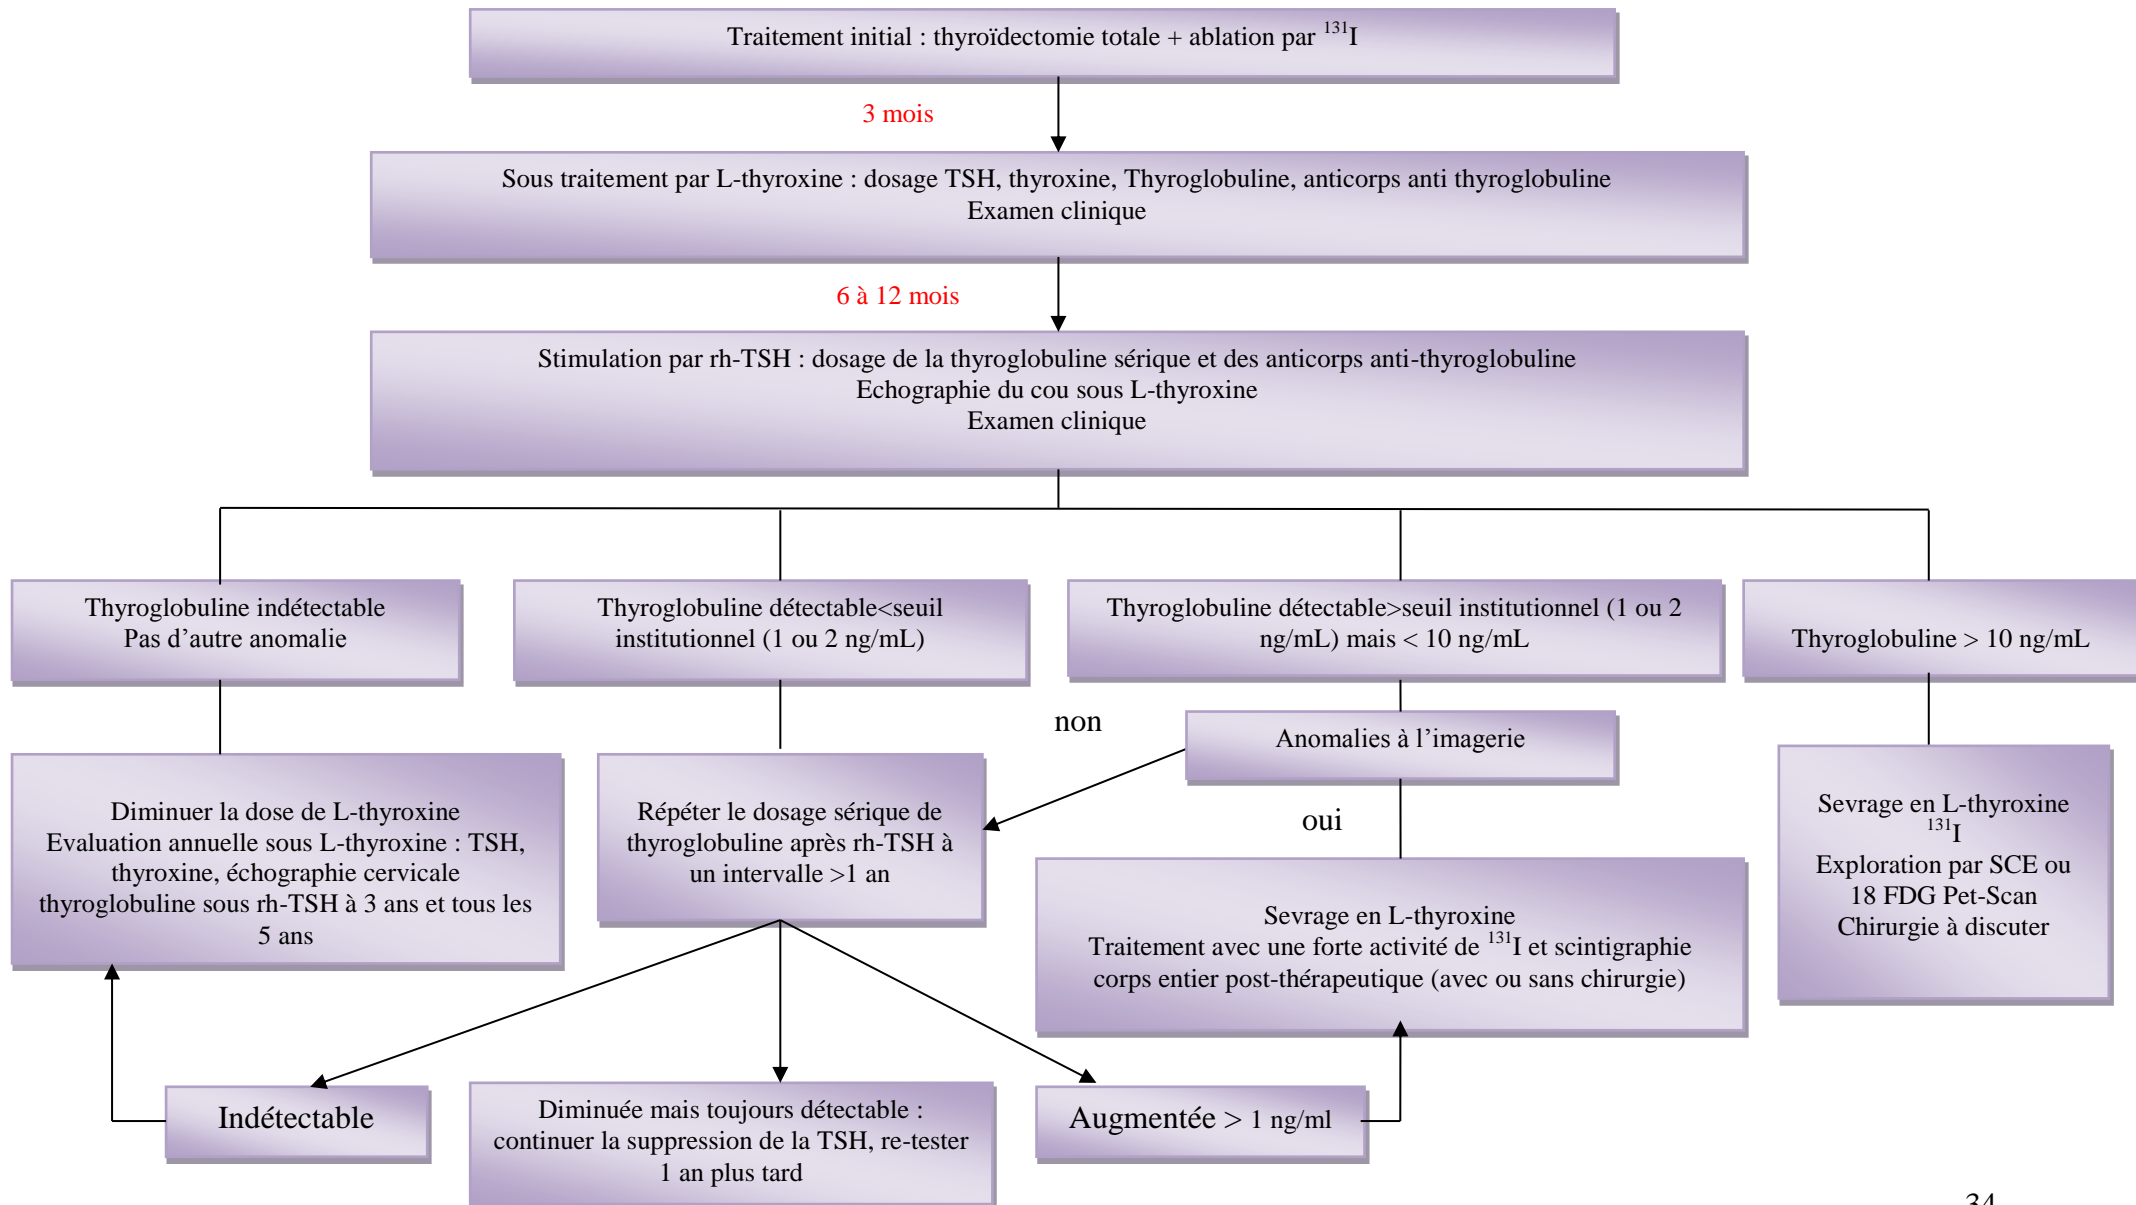 Traitement initial : thyroïdectomie totale + ablation par ¹³¹I
3 mois
Sous traitement par L-thyroxine : dosage TSH, thyroxine, Thyroglobuline, anticorps anti thyroglobuline
Examen clinique
6 à 12 mois
Stimulation par rh-TSH : dosage de la thyroglobuline sérique et des anticorps anti-thyroglobuline
Echographie du cou sous L-thyroxine
Examen clinique
Thyroglobuline indétectable
Pas d’autre anomalie
Thyroglobuline détectable<seuil
institutionnel (1 ou 2 ng/mL)
Thyroglobuline détectable>seuil institutionnel (1 ou 2
ng/mL) mais < 10 ng/mL
Thyroglobuline > 10 ng/mL
non
Anomalies à l’imagerie
oui
Diminuer la dose de L-thyroxine
Evaluation annuelle sous L-thyroxine : TSH,
thyroxine, échographie cervicale
thyroglobuline sous rh-TSH à 3 ans et tous les
5 ans
Répéter le dosage sérique de
thyroglobuline après rh-TSH à
un intervalle >1 an
Sevrage en L-thyroxine
Traitement avec une forte activité de ¹³¹I et scintigraphie
corps entier post-thérapeutique (avec ou sans chirurgie)
Sevrage en L-thyroxine
¹³¹I
Exploration par SCE ou
18 FDG Pet-Scan
Chirurgie à discuter
Indétectable
Diminuée mais toujours détectable :
continuer la suppression de la TSH, re-tester
1 an plus tard
Augmentée > 1 ng/ml
34